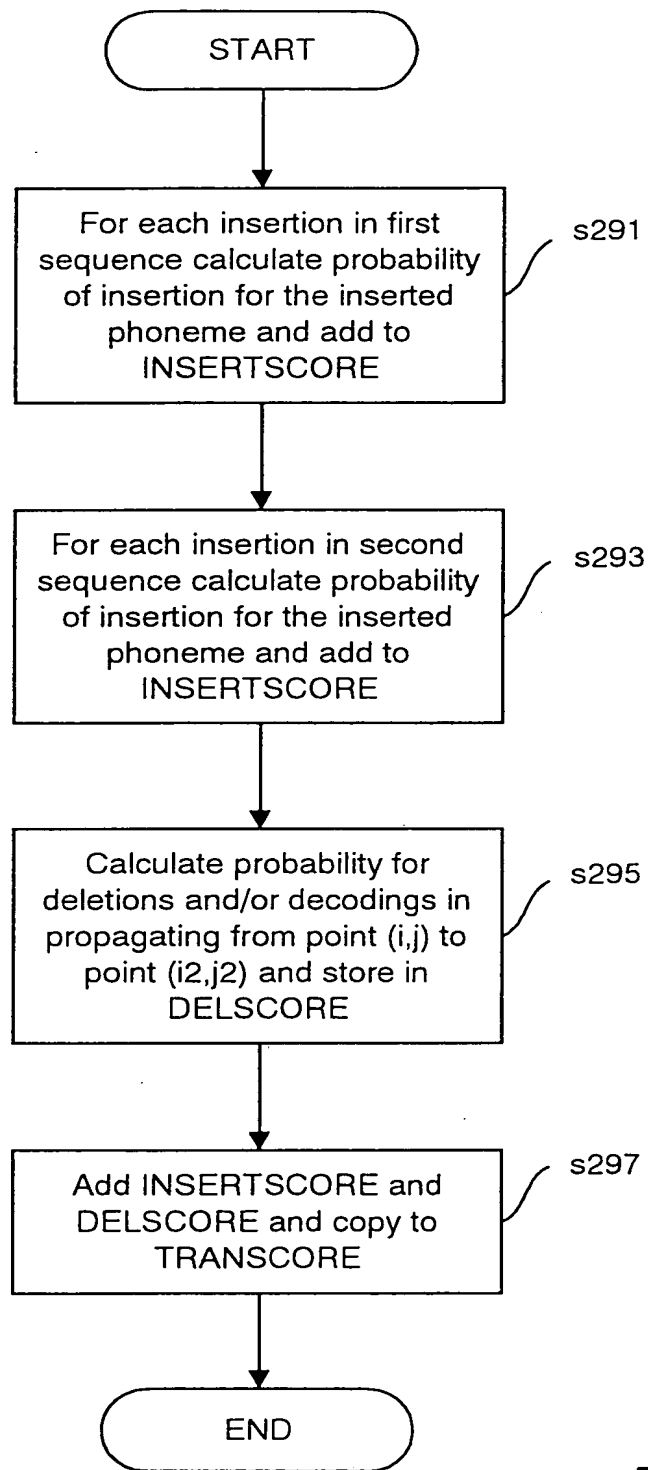 START
For each insertion in first
sequence calculate probability
of insertion for the inserted
phoneme and add to
INSERTSCORE
s291
For each insertion in second
sequence calculate probability
of insertion for the inserted
phoneme and add to
INSERTSCORE
s293
Calculate probability for
deletions and/or decodings in
propagating from point (i,j) to
point (i2,j2) and store in
DELSCORE
s295
Add INSERTSCORE and
DELSCORE and copy to
TRANSCORE
s297
END